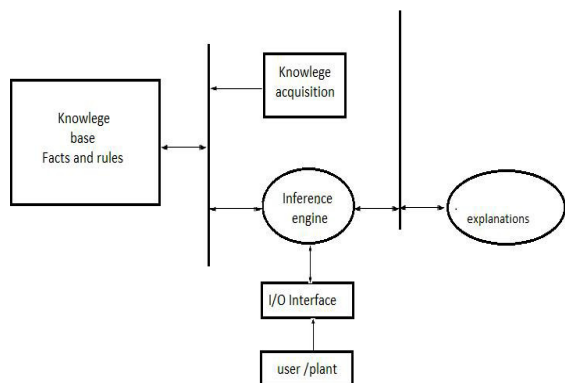 Knowlege
base
Facts and rules
Knowlege
acquisition
Inference
engine
explanations
I/O Interface
user /plant